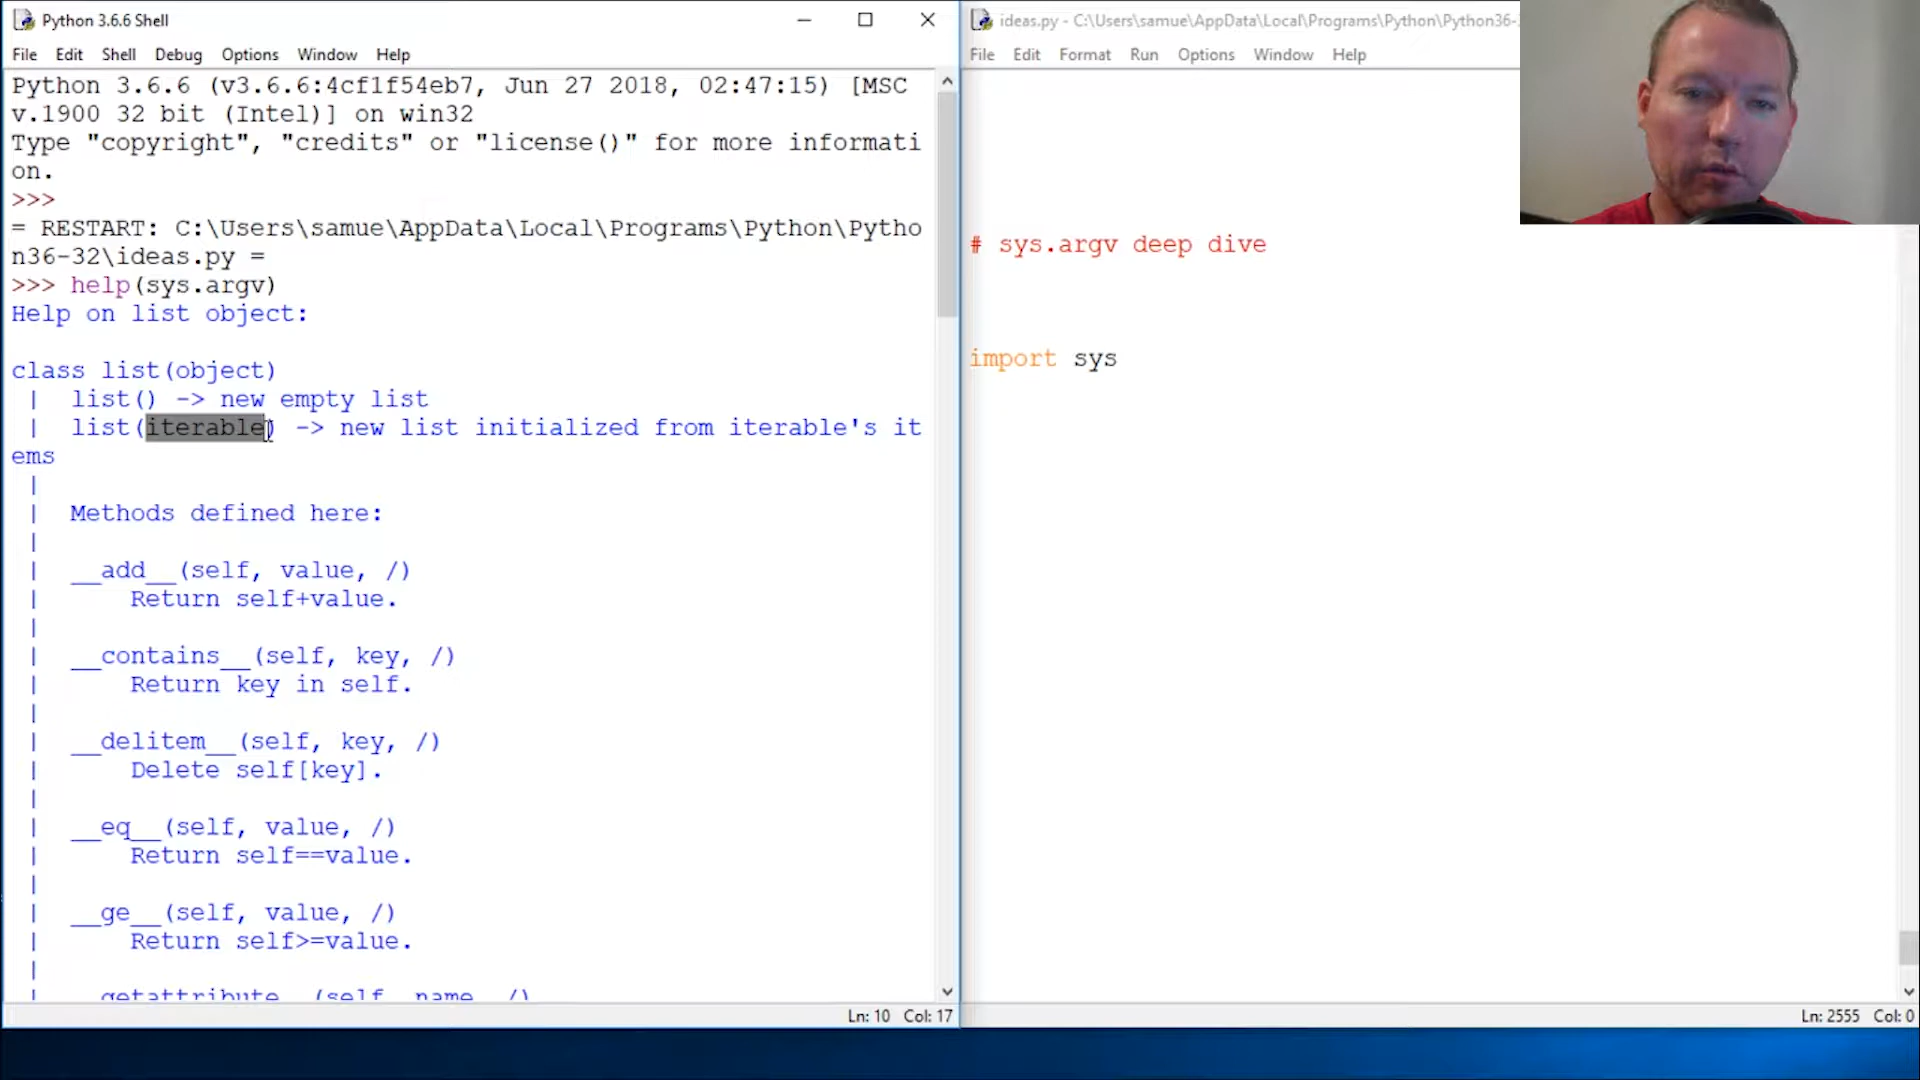 Python 3.6.6 Shell
File Edit Shell Debug Options Window Help
Python 3.6.6 (v3.6.6:4cf1f54eb7, Jun 27 2018, 02:47:15) [MSC
v.1900 32 bit (Intel)] on win32
Type "copyright", "credits" or "license()" for more informati
on.
>>>
= RESTART: C:\Users\samue\AppData\Local\Programs\Python\Pytho
n36-32\ideas.py =
>>> help(sys.argv)
Help on list object:
class list(object)
 |  list() -> new empty list
 |  list(iterable) -> new list initialized from iterable's it
ems
 |
 |  Methods defined here:
 |
 |  __add__(self, value, /)
 |      Return self+value.
 |
 |  __contains__(self, key, /)
 |      Return key in self.
 |
 |  __delitem__(self, key, /)
 |      Delete self[key].
 |
 |  __eq__(self, value, /)
 |      Return self==value.
 |
 |  __ge__(self, value, /)
 |      Return self>=value.
 |
 |  __getattribute__(self, name, /)
Ln: 10 Col: 17
ideas.py - C:\Users\samue\AppData\Local\Programs\Python\Python36-
File Edit Format Run Options Window Help
# sys.argv deep dive
import sys
Ln: 2555 Col: 0